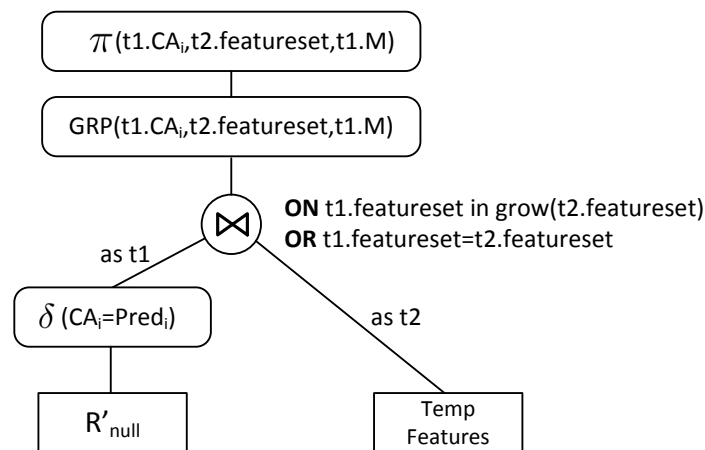 π(t1.CAᵢ,t2.featureset,t1.M)
GRP(t1.CAᵢ,t2.featureset,t1.M)
⋈
ON t1.featureset in grow(t2.featureset)
OR t1.featureset=t2.featureset
as t1
as t2
δ (CAᵢ=Predᵢ)
R’null
Temp
Features